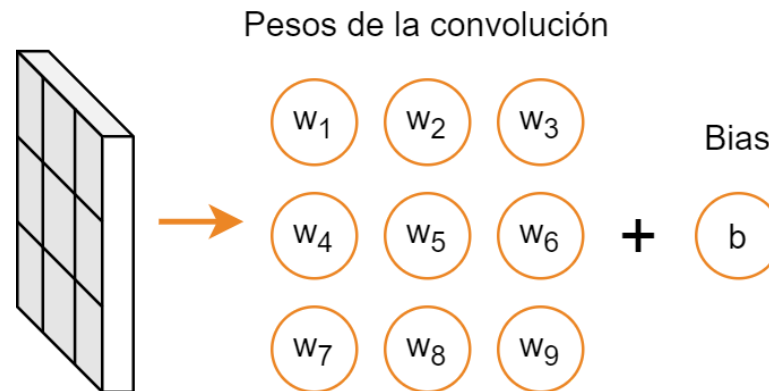 Pesos de la convolución
w1 w2 w3
Bias
w4 w5 w6 + b
w7 w8 w9